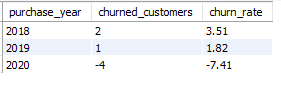 purchase_year churned_customers churn_rate
2018 2 3.51
2019 1 1.82
2020 -4 -7.41